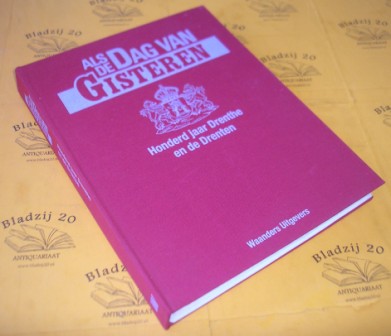 ALS
DE DAG VAN
GISTEREN
Honderd jaar Drenthe
en de Drenten
Waanders Uitgevers
Bladzij 20
ANTIQUARIAAT
Bladzij 20
ANTIQUARIAAT
Bladzij 20
ANTIQUARIAAT